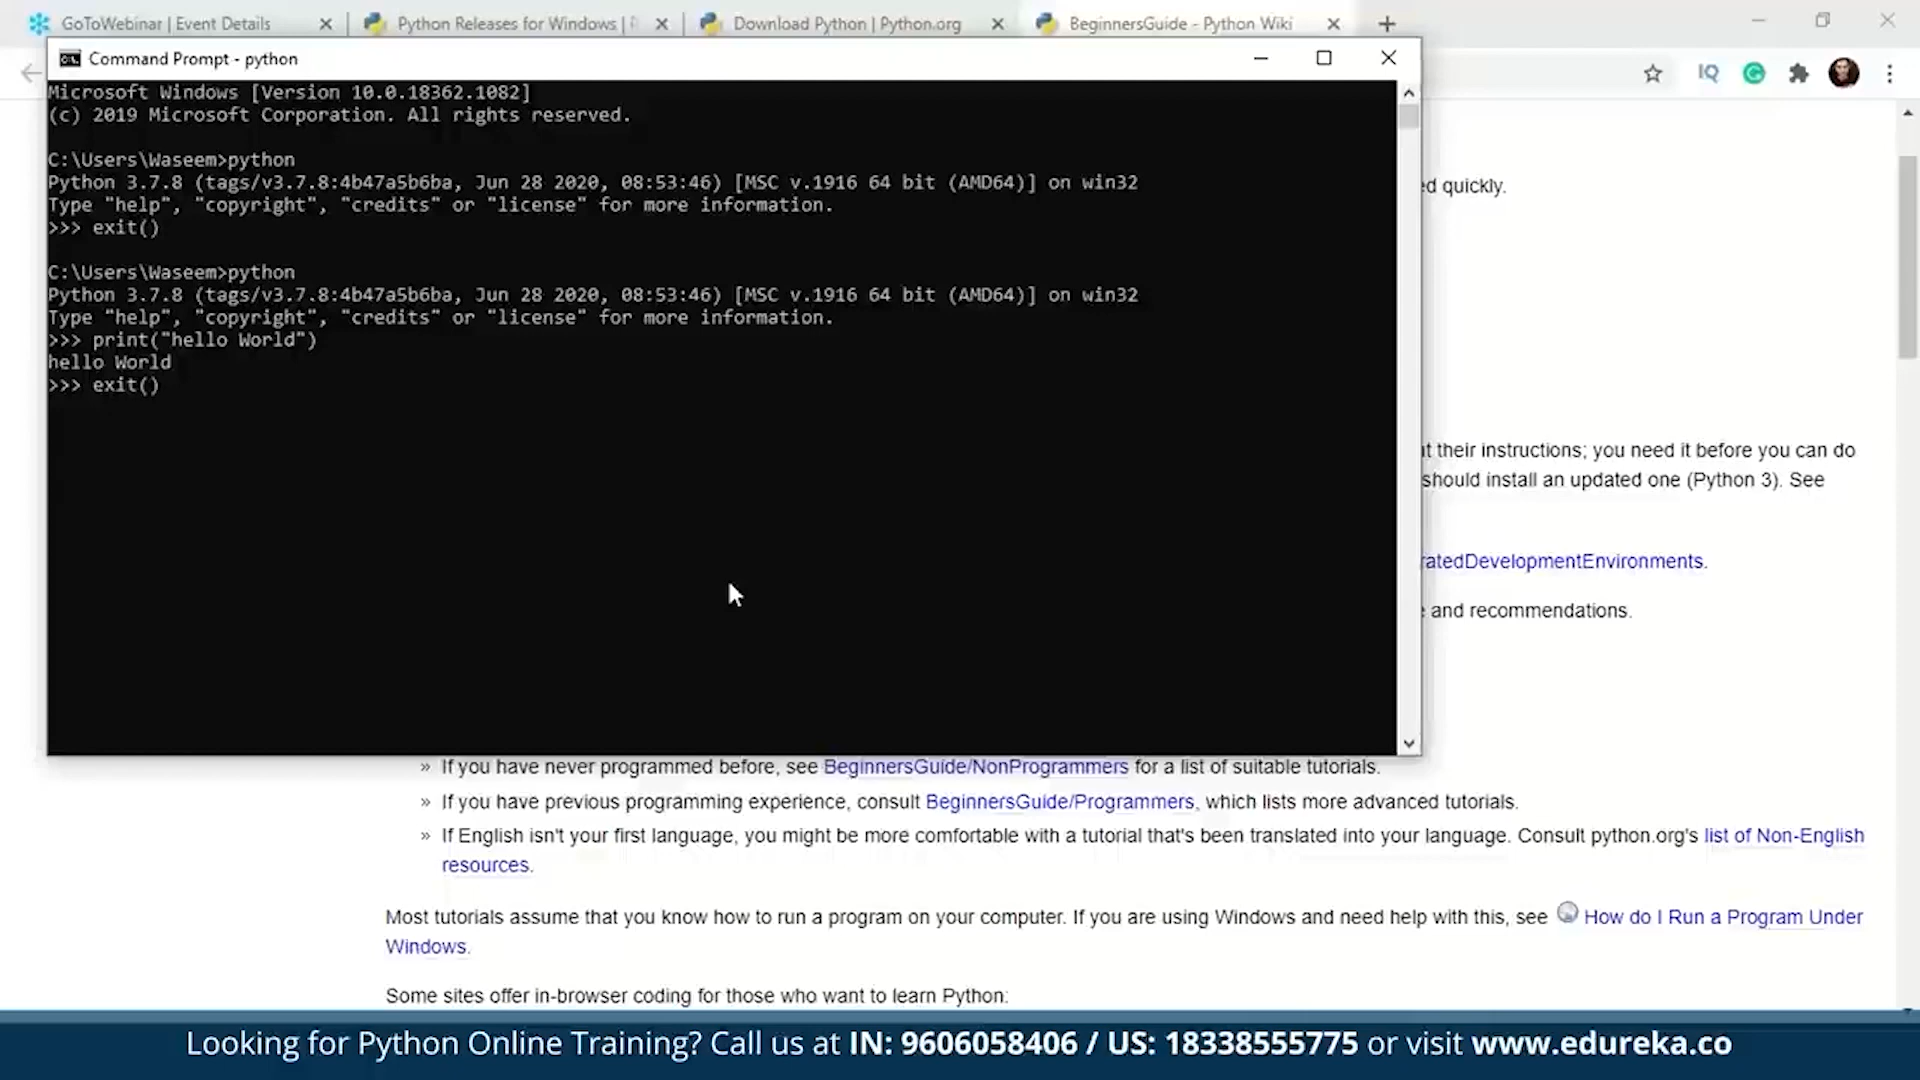 GoToWebinar | Event Details
Python Releases for Windows |
Download Python | Python.org
BeginnersGuide - Python Wiki
IQ
Command Prompt - python
Microsoft Windows [Version 10.0.18362.1082]
(c) 2019 Microsoft Corporation. All rights reserved.
C:\Users\Waseem>python
Python 3.7.8 (tags/v3.7.8:4b47a5b6ba, Jun 28 2020, 08:53:46) [MSC v.1916 64 bit (AMD64)] on win32
Type "help", "copyright", "credits" or "license" for more information.
>>> exit()
C:\Users\Waseem>python
Python 3.7.8 (tags/v3.7.8:4b47a5b6ba, Jun 28 2020, 08:53:46) [MSC v.1916 64 bit (AMD64)] on win32
Type "help", "copyright", "credits" or "license" for more information.
>>> print("hello World")
hello World
>>> exit()
quickly.
their instructions; you need it before you can do
should install an updated one (Python 3). See
ratedDevelopmentEnvironments.
and recommendations.
» If you have never programmed before, see BeginnersGuide/NonProgrammers for a list of suitable tutorials.
» If you have previous programming experience, consult BeginnersGuide/Programmers, which lists more advanced tutorials.
» If English isn't your first language, you might be more comfortable with a tutorial that's been translated into your language. Consult python.org's list of Non-English
resources.
Most tutorials assume that you know how to run a program on your computer. If you are using Windows and need help with this, see How do I Run a Program Under
Windows.
Some sites offer in-browser coding for those who want to learn Python:
Looking for Python Online Training? Call us at IN: 9606058406 / US: 18338555775 or visit www.edureka.co